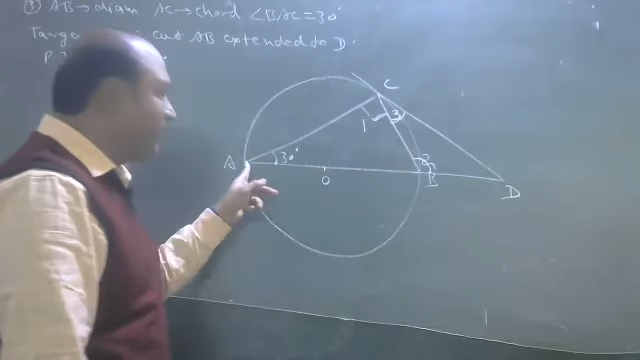 ③ AB→diam AC→chord ∠BAC=30°
Tange cut AB extended to D.
P
C
1
3
A
30°
2
B
O
D